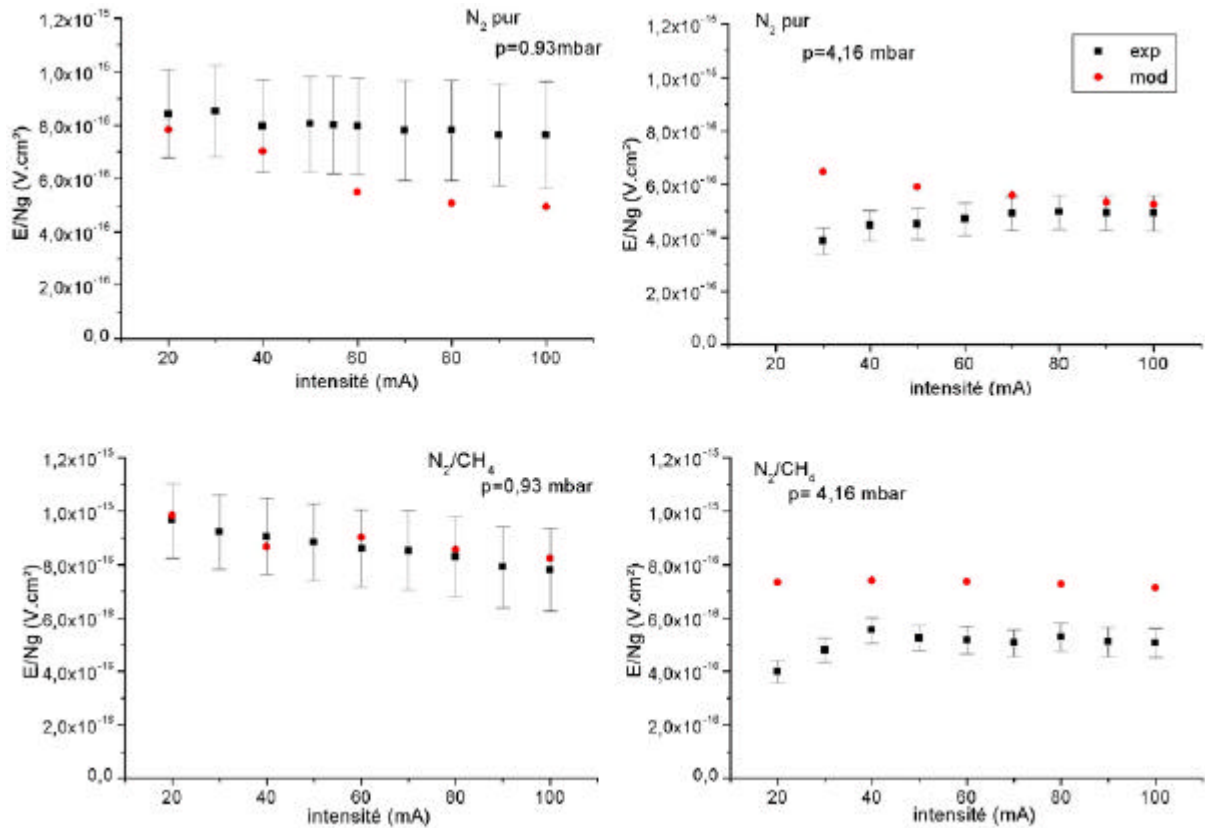 N₂ pur
p=0.93mbar
1,2x10⁻¹⁵
1,0x10⁻¹⁵
8,0x10⁻¹⁶
6,0x10⁻¹⁶
4,0x10⁻¹⁶
2,0x10⁻¹⁶
0,0
E/Ng (V.cm²)
20 40 60 80 100
intensité (mA)
N₂ pur
p=4,16 mbar
exp
mod
1,2x10⁻¹⁵
1,0x10⁻¹⁵
8,0x10⁻¹⁶
6,0x10⁻¹⁶
4,0x10⁻¹⁶
2,0x10⁻¹⁶
0,0
E/Ng (V.cm²)
20 40 60 80 100
intensité (mA)
N₂/CH₄
p=0,93 mbar
1,2x10⁻¹⁵
1,0x10⁻¹⁵
8,0x10⁻¹⁶
6,0x10⁻¹⁶
4,0x10⁻¹⁶
2,0x10⁻¹⁶
0,0
E/Ng (V.cm²)
20 40 60 80 100
intensité (mA)
N₂/CH₄
p= 4,16 mbar
1,2x10⁻¹⁵
1,0x10⁻¹⁵
8,0x10⁻¹⁶
6,0x10⁻¹⁶
4,0x10⁻¹⁶
2,0x10⁻¹⁶
0,0
E/Ng (V.cm²)
20 40 60 80 100
intensité (mA)